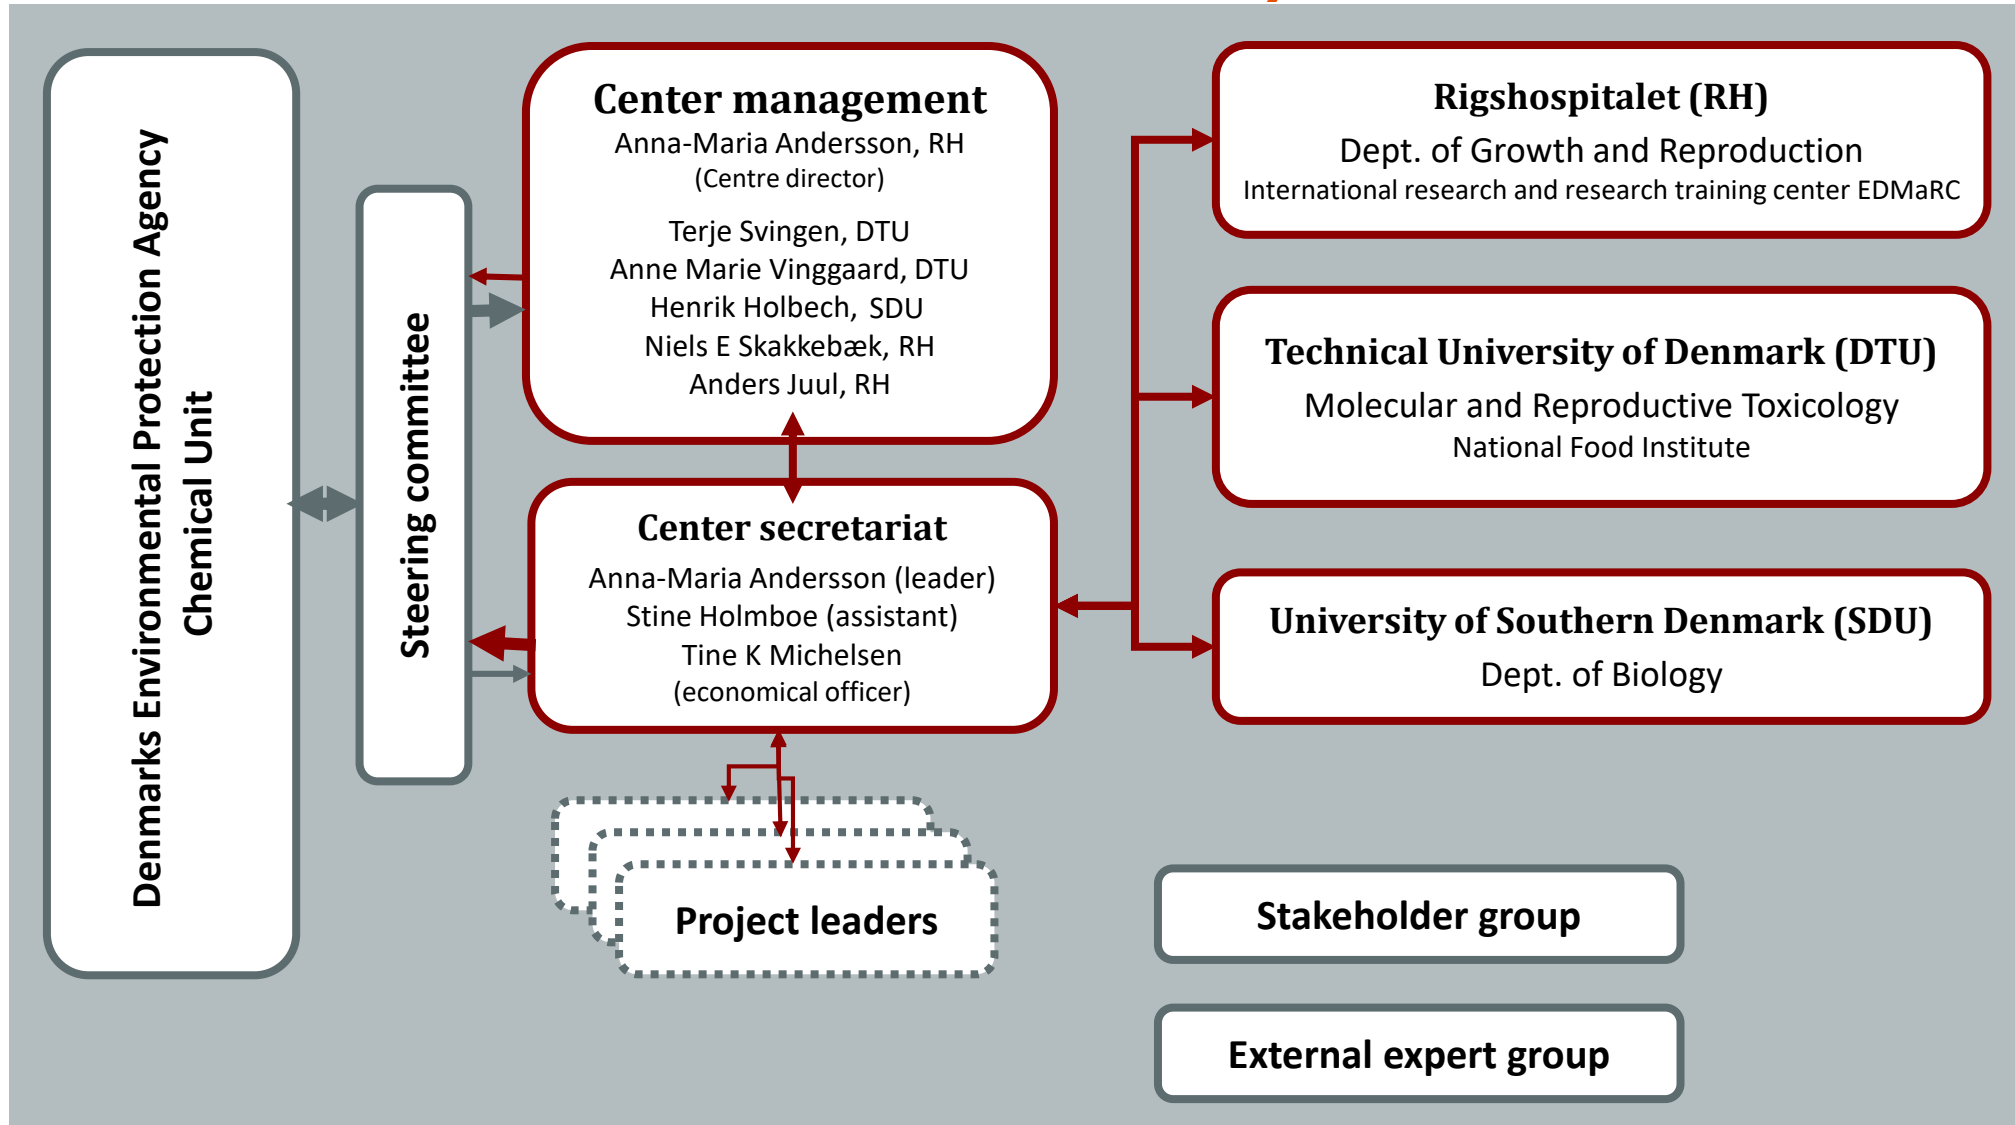 Denmarks Environmental Protection Agency
Chemical Unit
Steering committee
Center management
Anna-Maria Andersson, RH
(Centre director)
Terje Svingen, DTU
Anne Marie Vinggaard, DTU
Henrik Holbech, SDU
Niels E Skakkebæk, RH
Anders Juul, RH
Center secretariat
Anna-Maria Andersson (leader)
Stine Holmboe (assistant)
Tine K Michelsen
(economical officer)
Project leaders
Rigshospitalet (RH)
Dept. of Growth and Reproduction
International research and research training center EDMaRC
Technical University of Denmark (DTU)
Molecular and Reproductive Toxicology
National Food Institute
University of Southern Denmark (SDU)
Dept. of Biology
Stakeholder group
External expert group